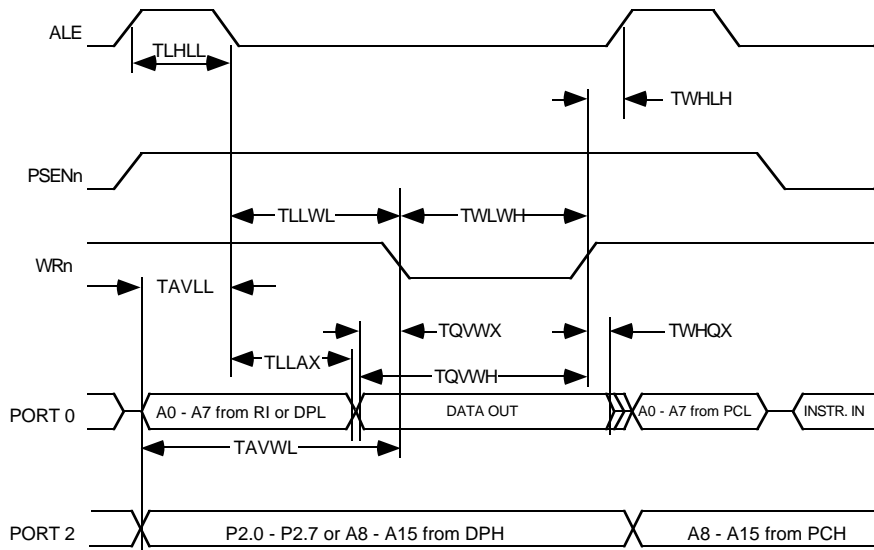 ALE
TLHLL
TWHLH
PSENn
TLLWL
TWLWH
WRn
TAVLL
TQVWX
TWHQX
TLLAX
TQVWH
PORT 0
A0 - A7 from RI or DPL
DATA OUT
A0 - A7 from PCL
INSTR. IN
TAVWL
PORT 2
P2.0 - P2.7 or A8 - A15 from DPH
A8 - A15 from PCH